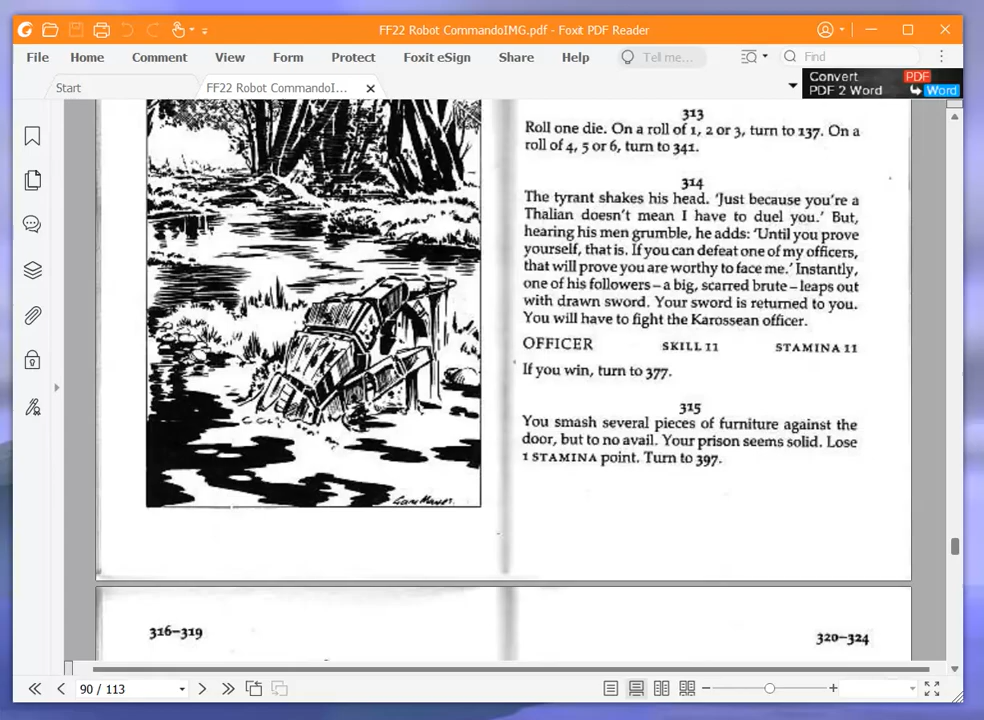 FF22 Robot CommandoIMG.pdf - Foxit PDF Reader
File Home Comment View Form Protect Foxit eSign Share Help Tell me... Find
Start FF22 Robot CommandoI...
Convert PDF
PDF 2 Word Word
313
Roll one die. On a roll of 1, 2 or 3, turn to 137. On a
roll of 4, 5 or 6, turn to 341.
314
The tyrant shakes his head. ‘Just because you’re a
Thalian doesn’t mean I have to duel you.’ But,
hearing his men grumble, he adds: ‘Until you prove
yourself, that is. If you can defeat one of my officers,
that will prove you are worthy to face me.’ Instantly,
one of his followers – a big, scarred brute – leaps out
with drawn sword. Your sword is returned to you.
You will have to fight the Karossean officer.
OFFICER SKILL 11 STAMINA 11
If you win, turn to 377.
315
You smash several pieces of furniture against the
door, but to no avail. Your prison seems solid. Lose
1 STAMINA point. Turn to 397.
316–319
320–324
90 / 113